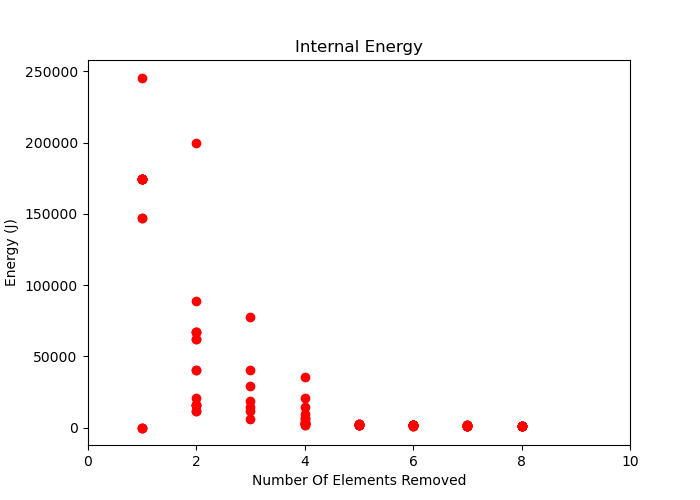 Internal Energy
Energy (J)
250000
200000
150000
100000
50000
0
0 2 4 6 8 10
Number Of Elements Removed